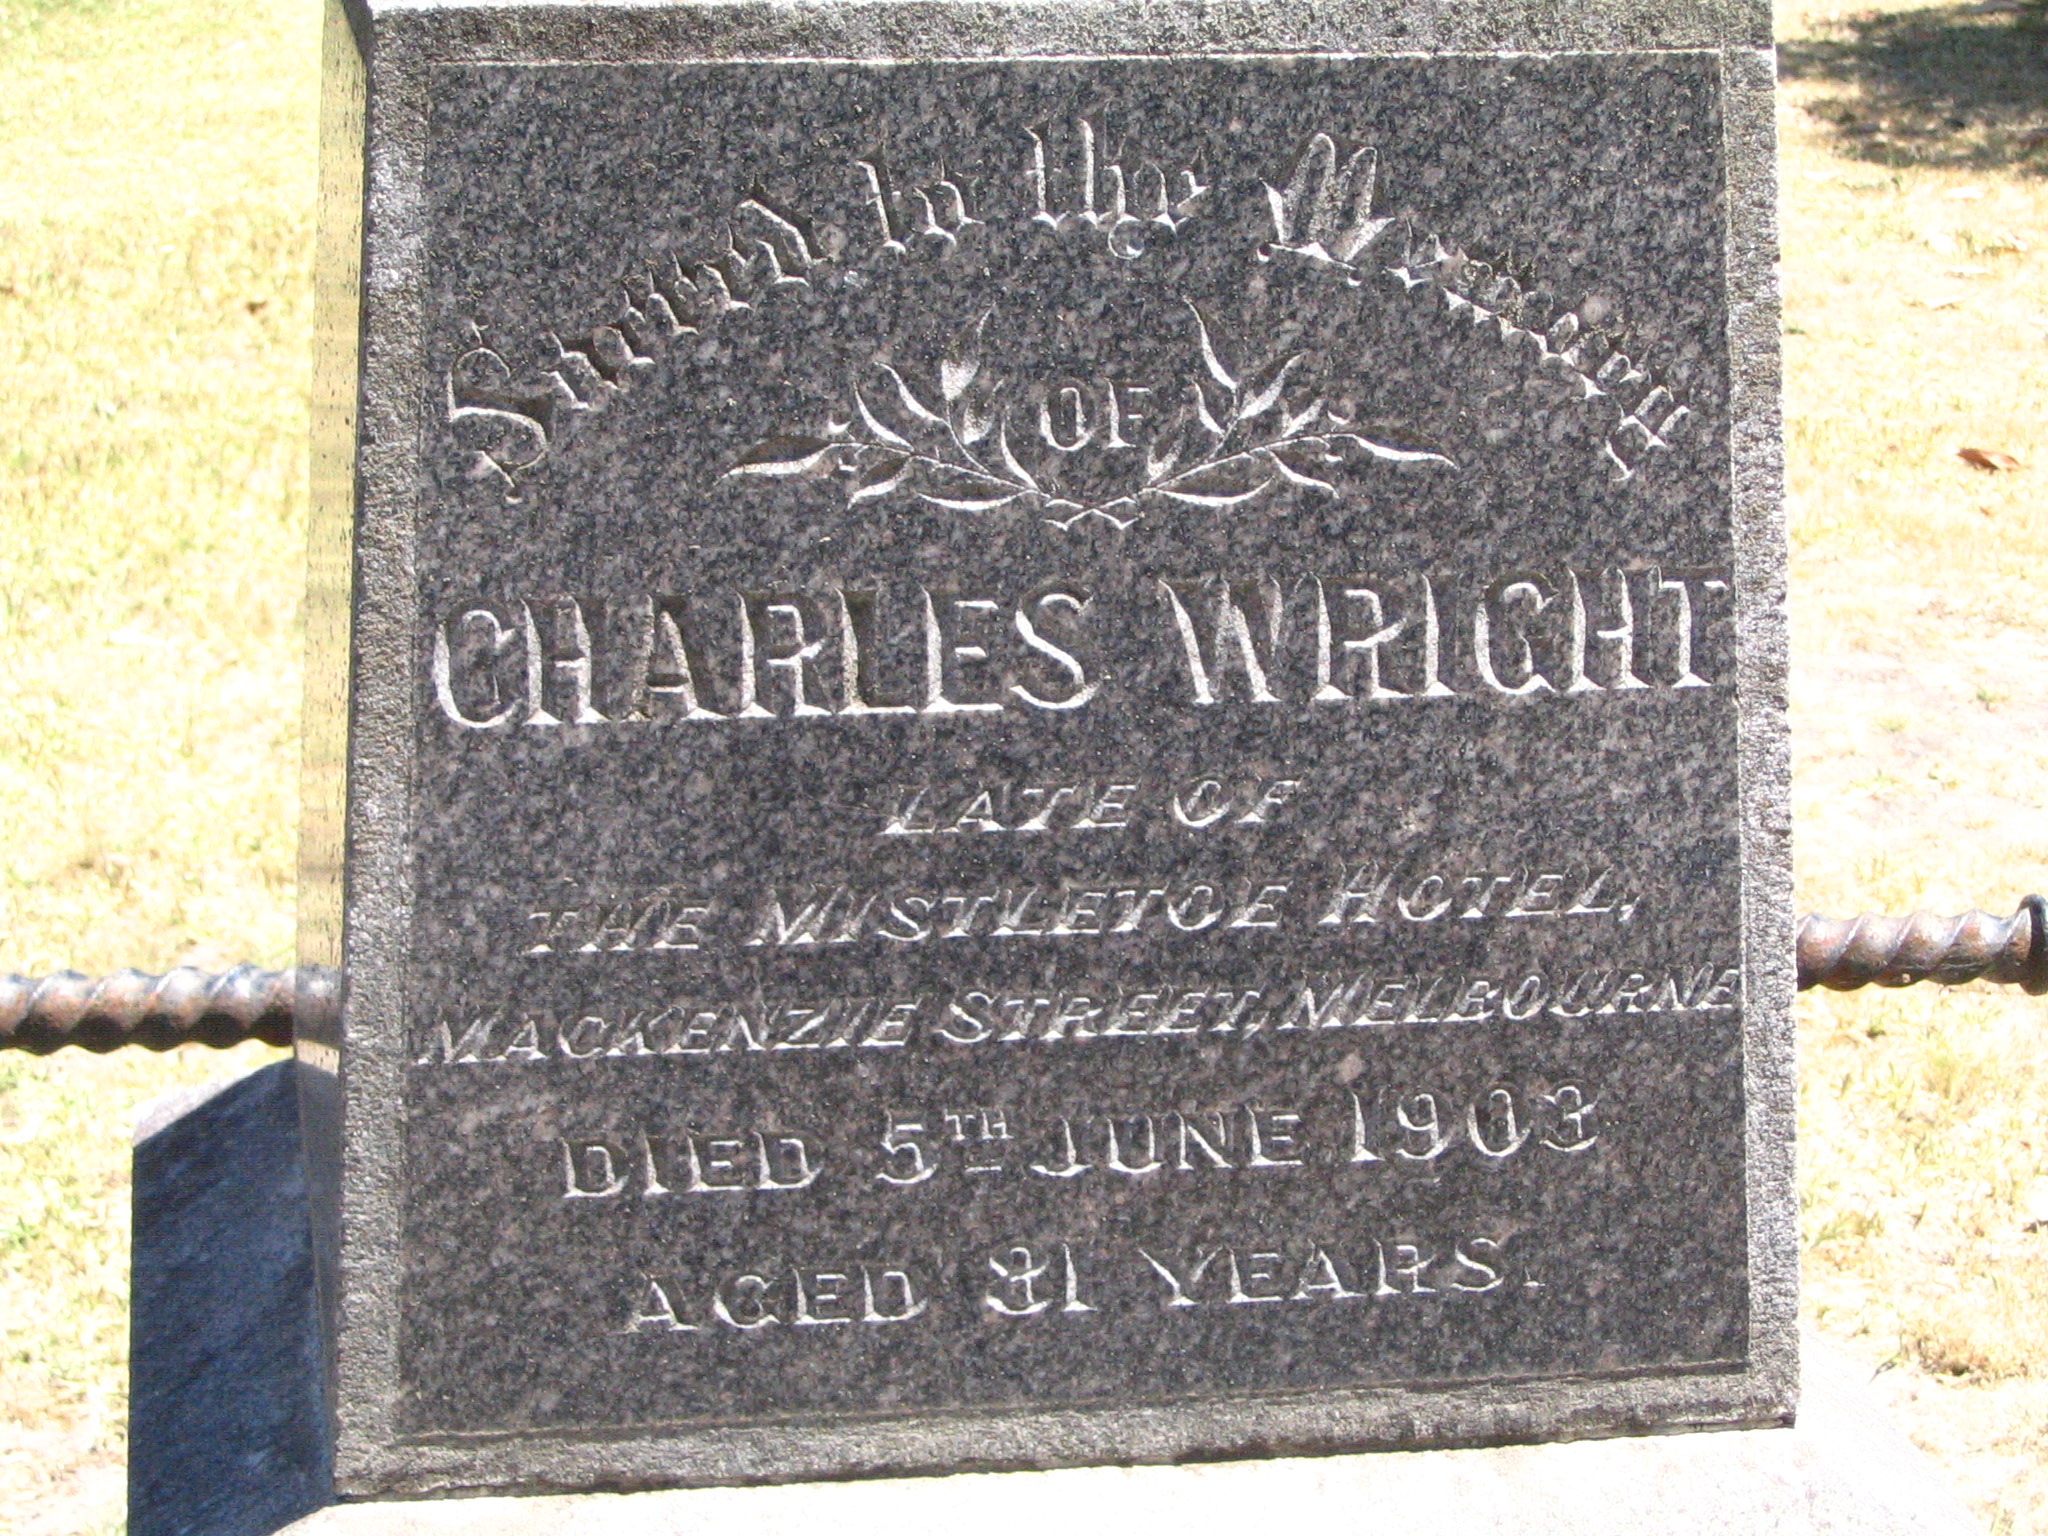 Sacred to the Memory
OF
CHARLES WRIGHT
LATE OF
THE MISTLETOE HOTEL,
MACKENZIE STREET, MELBOURNE
DIED 5TH JUNE 1903
AGED 31 YEARS.